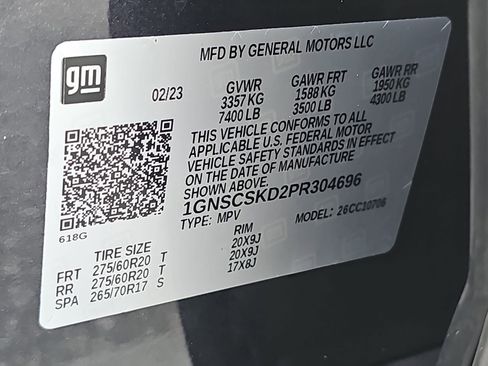 gm
MFD BY GENERAL MOTORS LLC
02/23
GVWR
3357 KG
7400 LB
GAWR FRT
1588 KG
3500 LB
GAWR RR
1950 KG
4300 LB
THIS VEHICLE CONFORMS TO ALL
APPLICABLE U.S. FEDERAL MOTOR
VEHICLE SAFETY STANDARDS IN EFFECT
ON THE DATE OF MANUFACTURE
SHOWN ABOVE.
1GNSCSKD2PR304696
TYPE: MPV MODEL: 26CC10706
618G
TIRE SIZE RIM
FRT 275/60R20 T 20X9J
RR 275/60R20 T 20X9J
SPA 265/70R17 S 17X8J